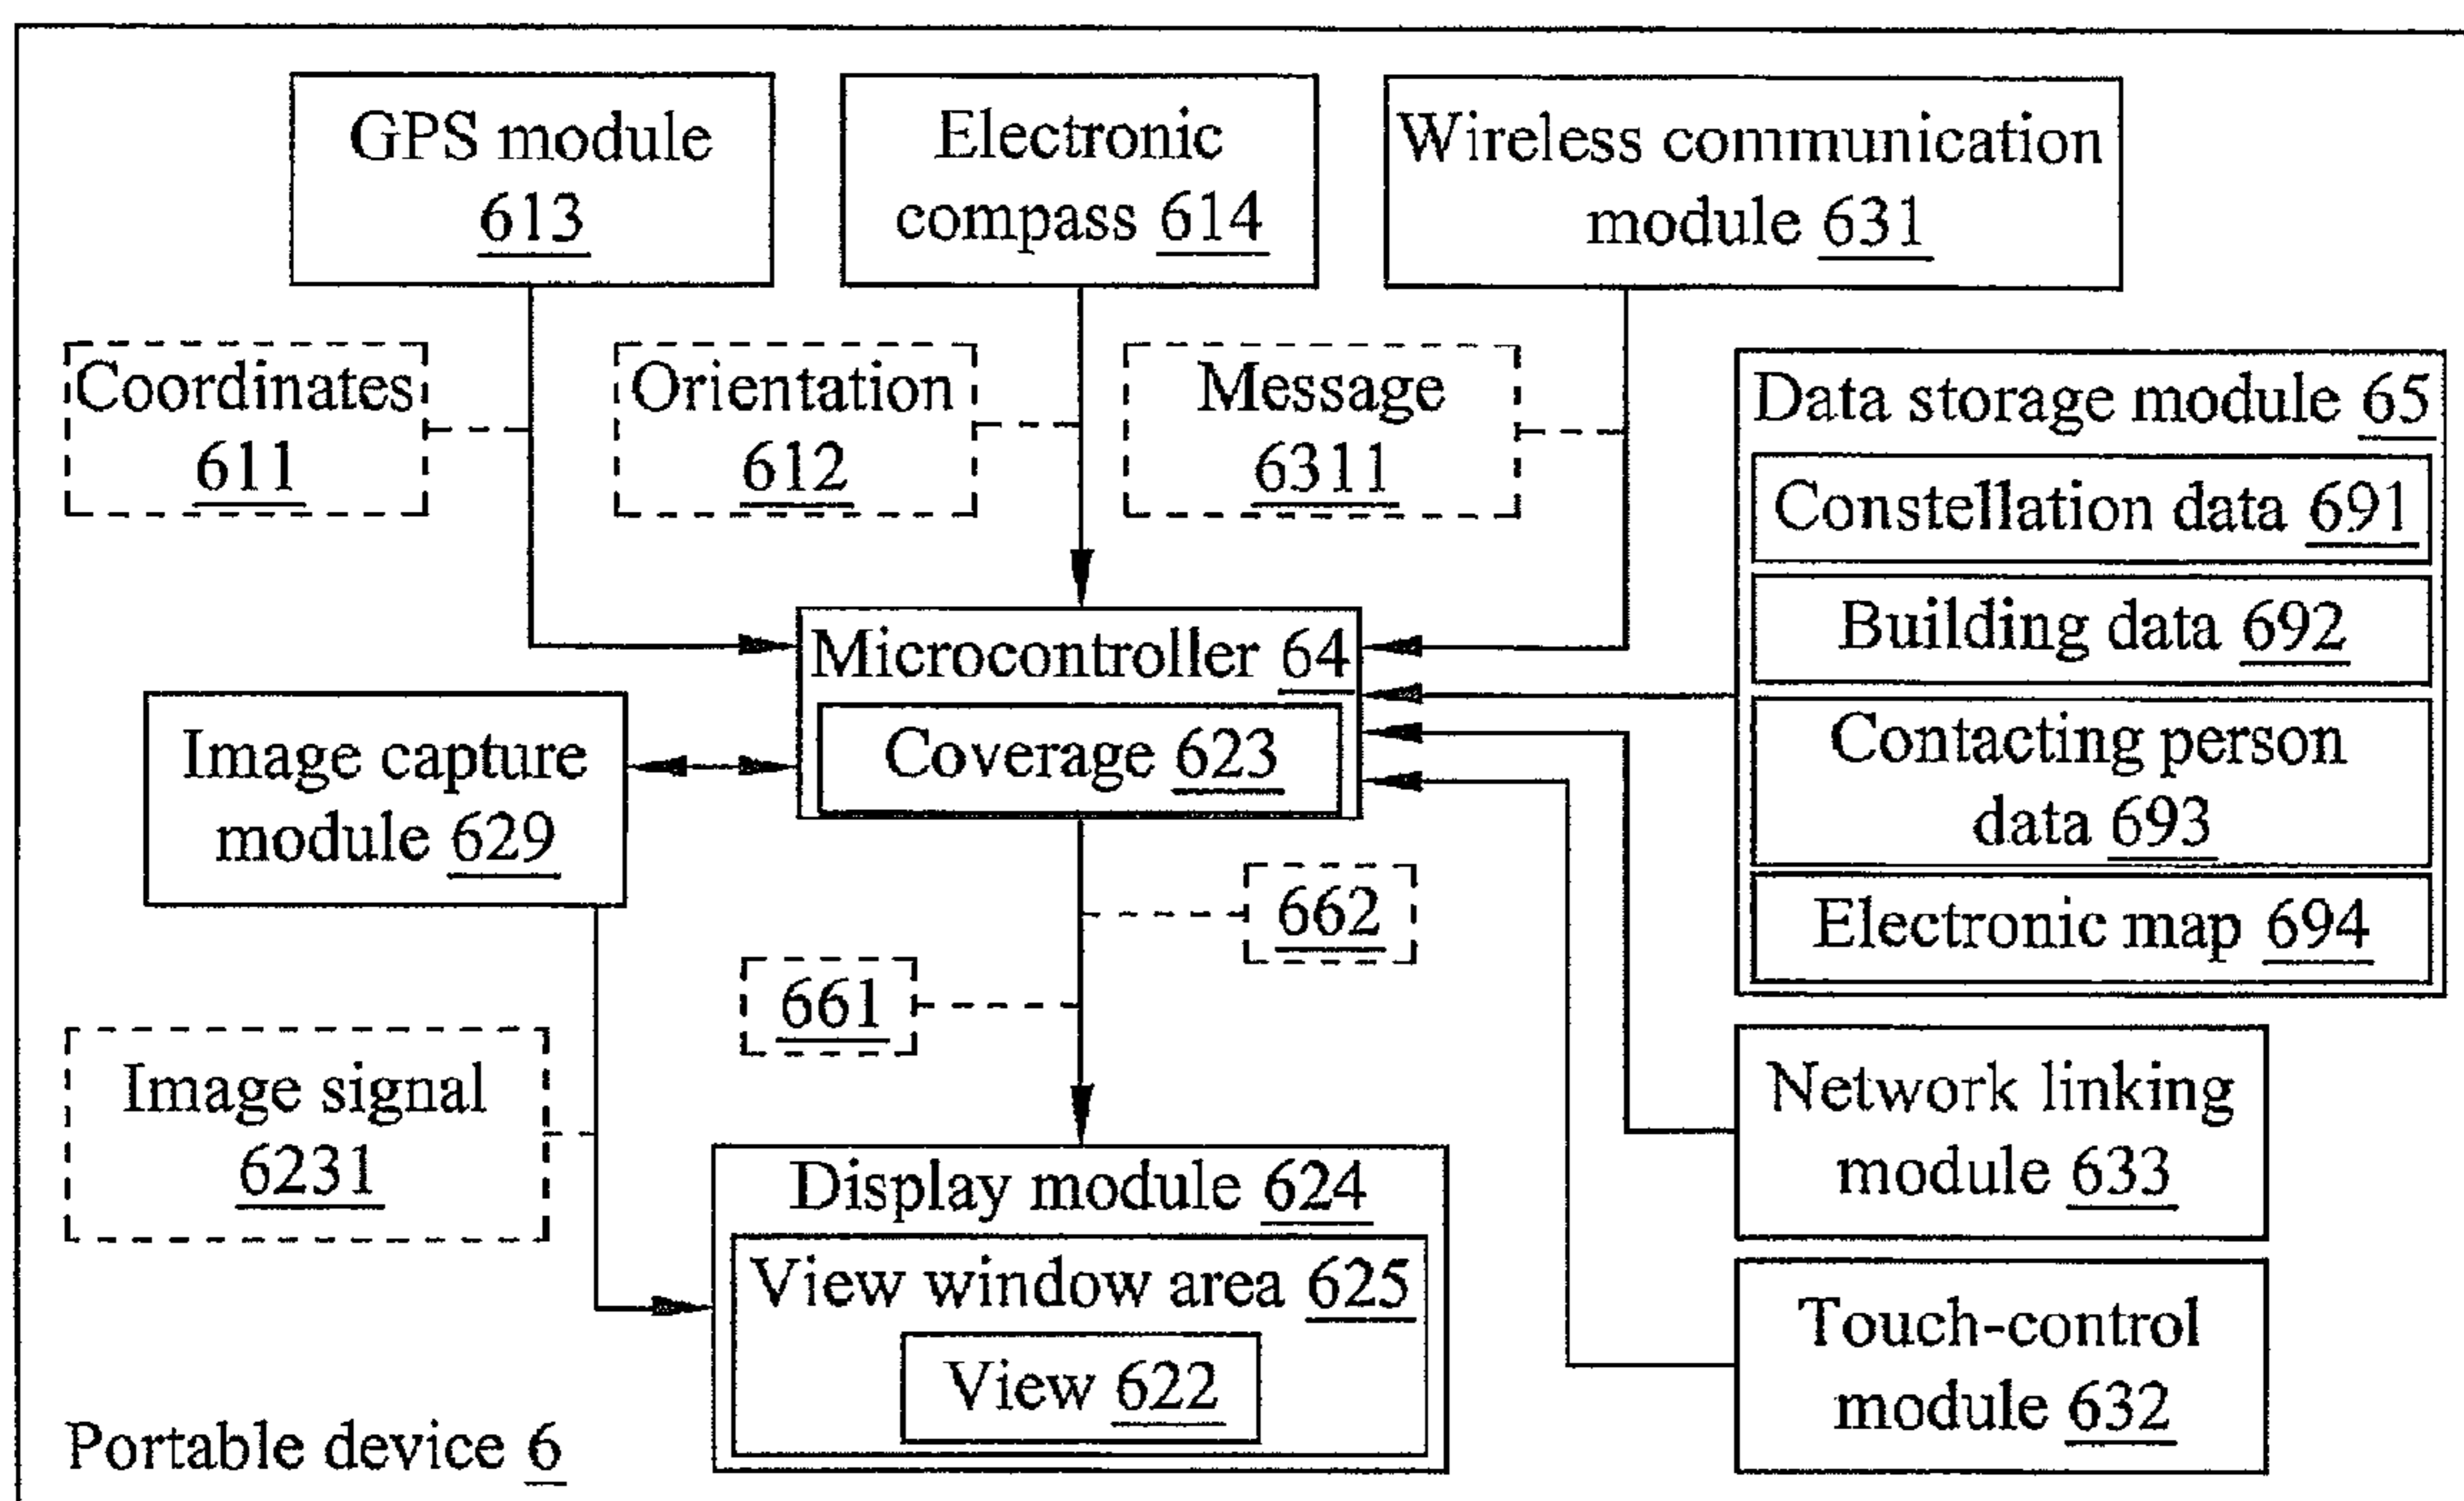 GPS module
613
Electronic
compass 614
Wireless communication
module 631
Coordinates
611
Orientation
612
Message
6311
Data storage module 65
Constellation data 691
Building data 692
Contacting person
data 693
Electronic map 694
Microcontroller 64
Coverage 623
Image capture
module 629
662
661
Image signal
6231
Network linking
module 633
Display module 624
View window area 625
View 622
Touch-control
module 632
Portable device 6